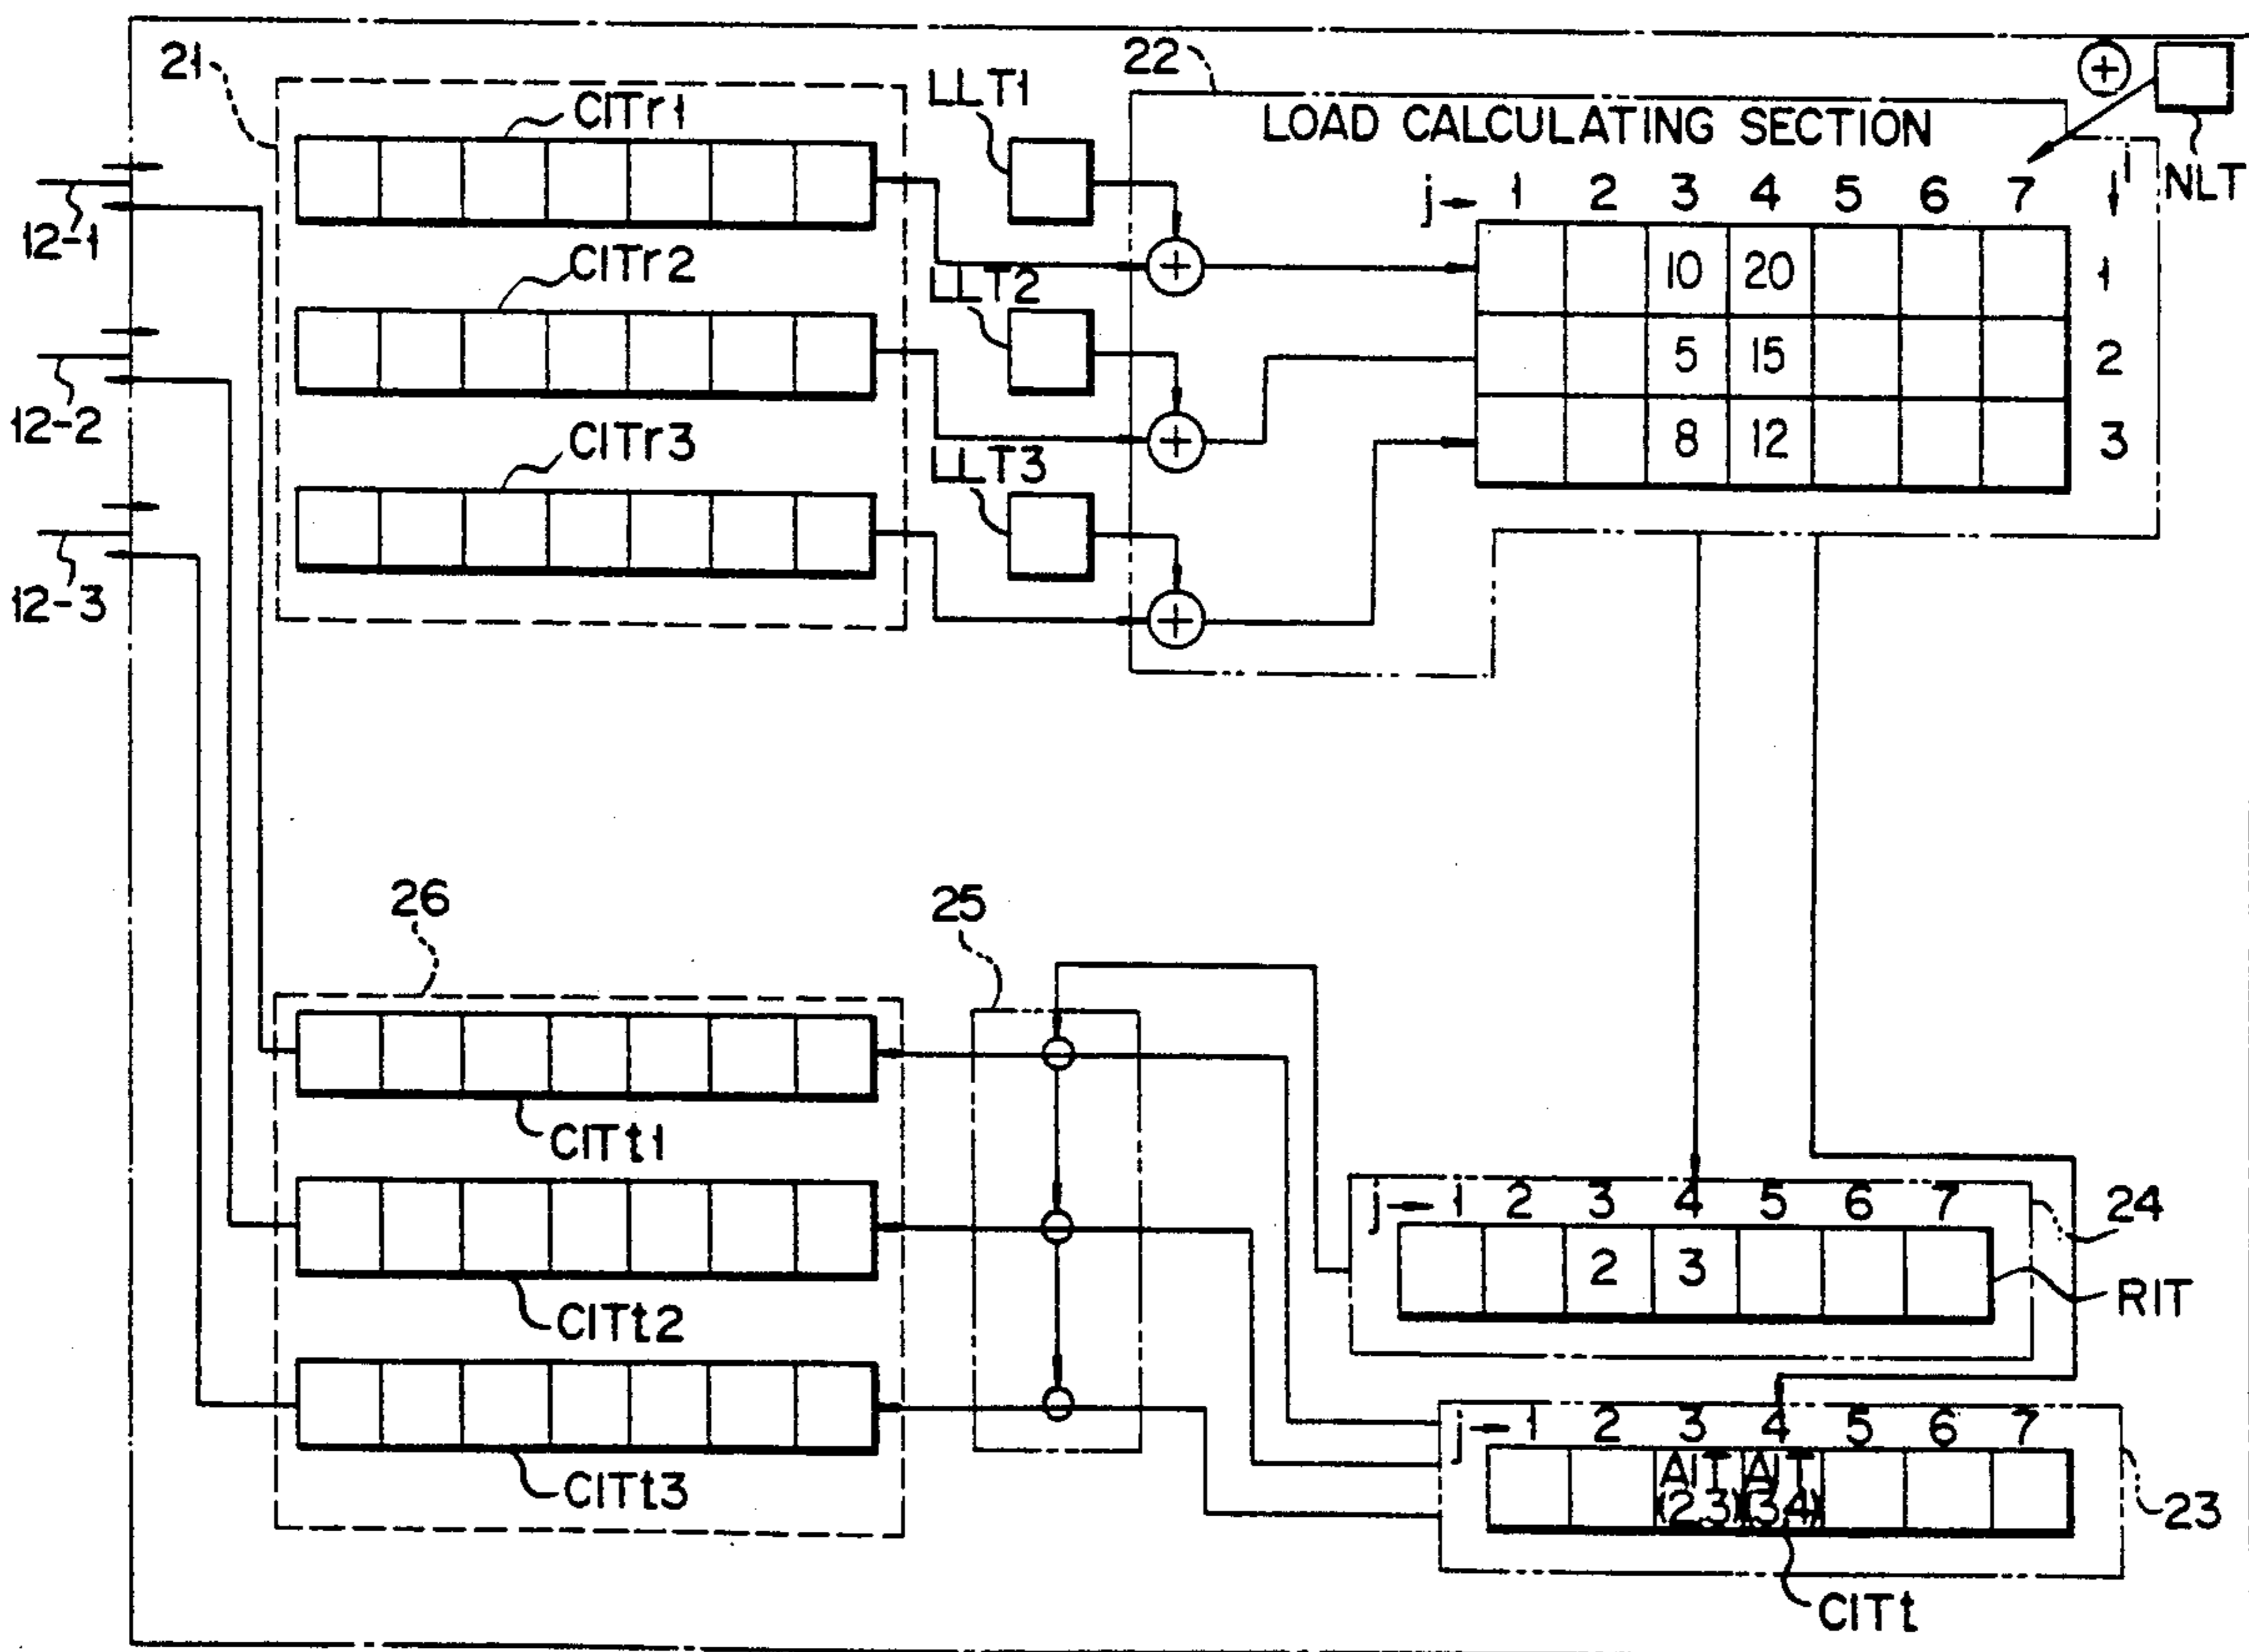 21
CITr1
LLT1
22
LOAD CALCULATING SECTION
+
NLT
j→ 1 2 3 4 5 6 7
i
10 20
1
5 15
2
8 12
3
12-1
CITr2
LLT2
+
12-2
CITr3
LLT3
+
12-3
+
26
25
CITt1
CITt2
CITt3
j→ 1 2 3 4 5 6 7
24
2 3
RIT
j→ 1 2 3 4 5 6 7
AIT AIT
(2,3) (3,4)
23
CITt